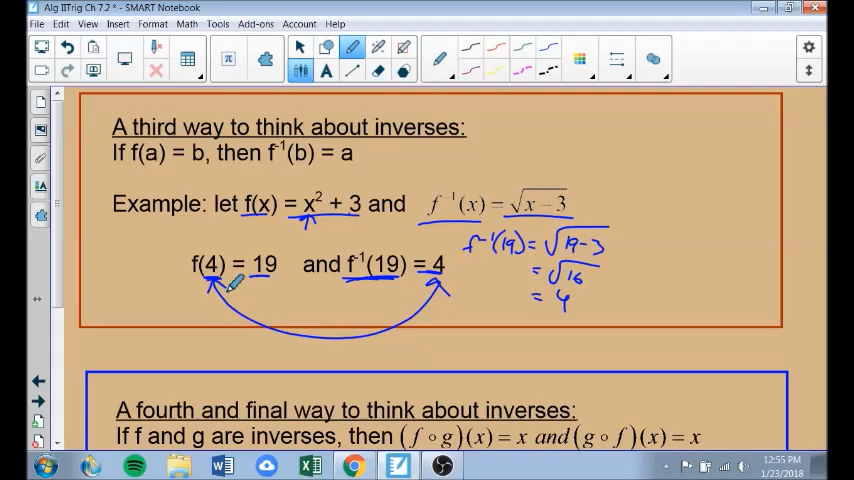 Alg IITrig Ch 7.2 * - SMART Notebook
File Edit View Insert Format Math Tools Add-ons Account Help
A third way to think about inverses:
If f(a) = b, then f⁻¹(b) = a
Example: let f(x) = x² + 3 and f⁻¹(x) = √(x − 3)
f⁻¹(19) = √(19-3)
f(4) = 19 and f⁻¹(19) = 4
= √16
= 4
A fourth and final way to think about inverses:
If f and g are inverses, then (f ∘ g)(x) = x and (g ∘ f)(x) = x
12:55 PM
1/23/2018